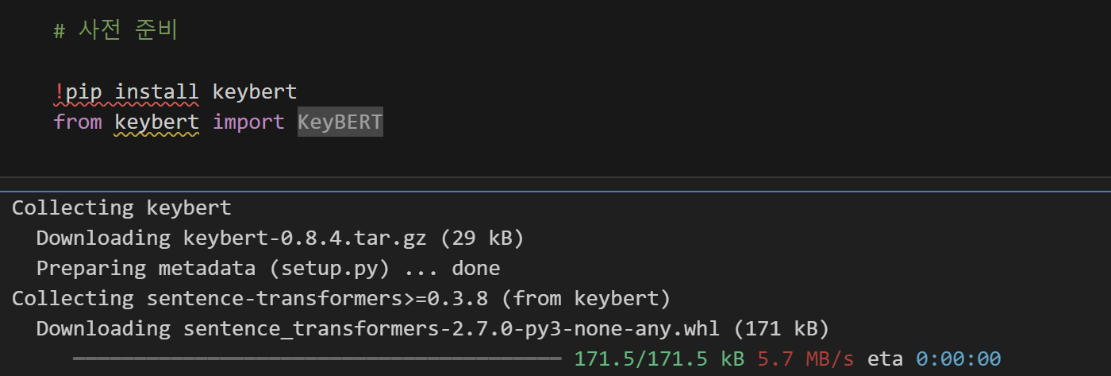 # 사전 준비
!pip install keybert
from keybert import KeyBERT
Collecting keybert
Downloading keybert-0.8.4.tar.gz (29 kB)
Preparing metadata (setup.py) ... done
Collecting sentence-transformers>=0.3.8 (from keybert)
Downloading sentence_transformers-2.7.0-py3-none-any.whl (171 kB)
171.5/171.5 kB 5.7 MB/s eta 0:00:00